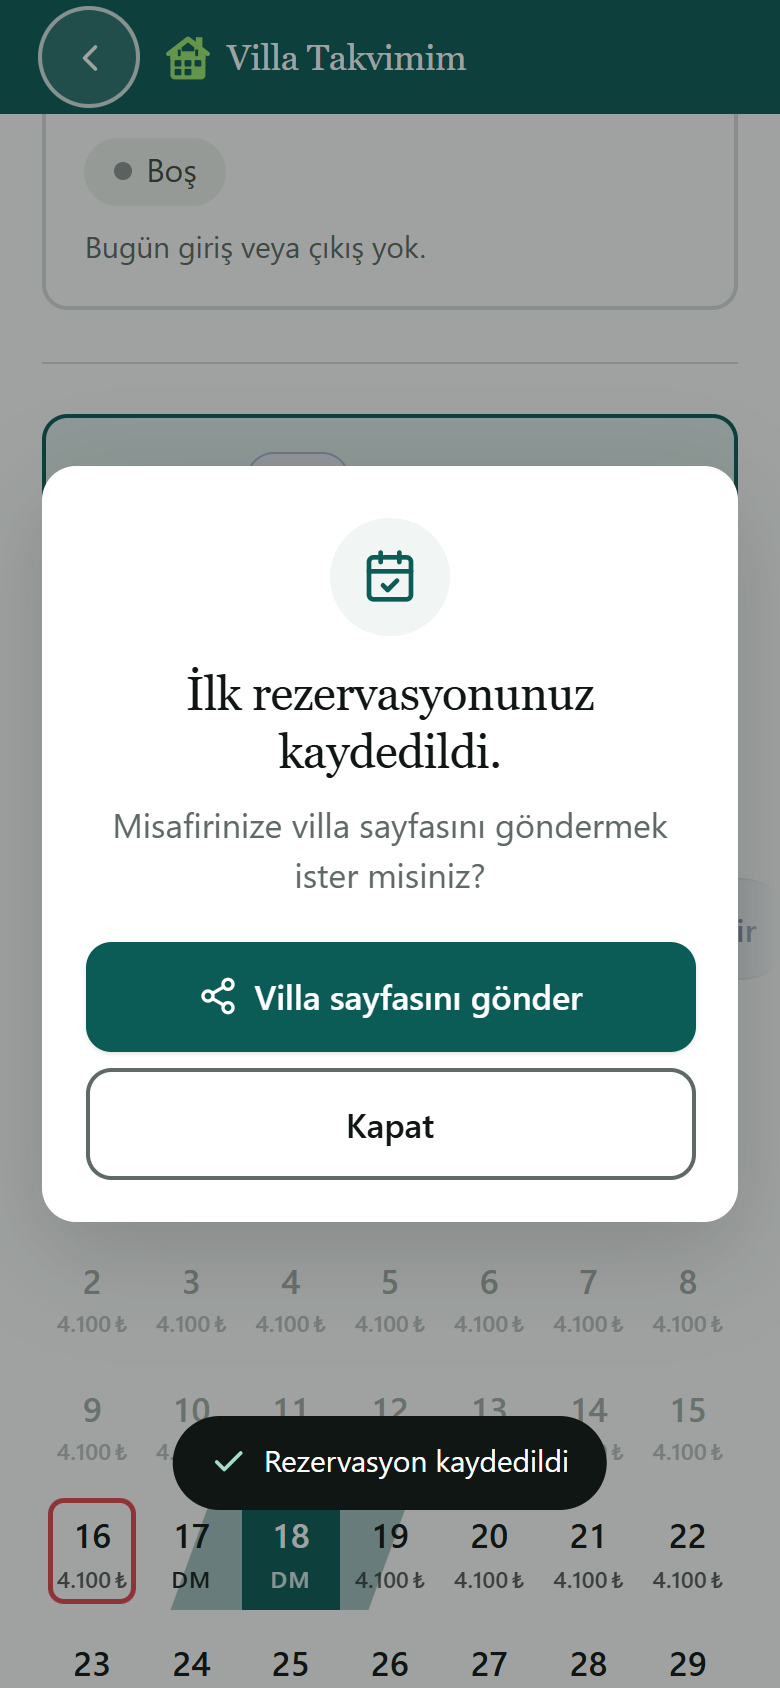 Villa Takvimim
Boş
Bugün giriş veya çıkış yok.
İlk rezervasyonunuz
kaydedildi.
Misafirinize villa sayfasını göndermek
ister misiniz?
Villa sayfasını gönder
Kapat
2 3 4 5 6 7 8
4.100 ₺ 4.100 ₺ 4.100 ₺ 4.100 ₺ 4.100 ₺ 4.100 ₺ 4.100 ₺
9 10 11 12 13 14 15
4.100 ₺ 4.100 ₺
Rezervasyon kaydedildi
16 17 18 19 20 21 22
4.100 ₺ DM DM 4.100 ₺ 4.100 ₺ 4.100 ₺ 4.100 ₺
23 24 25 26 27 28 29